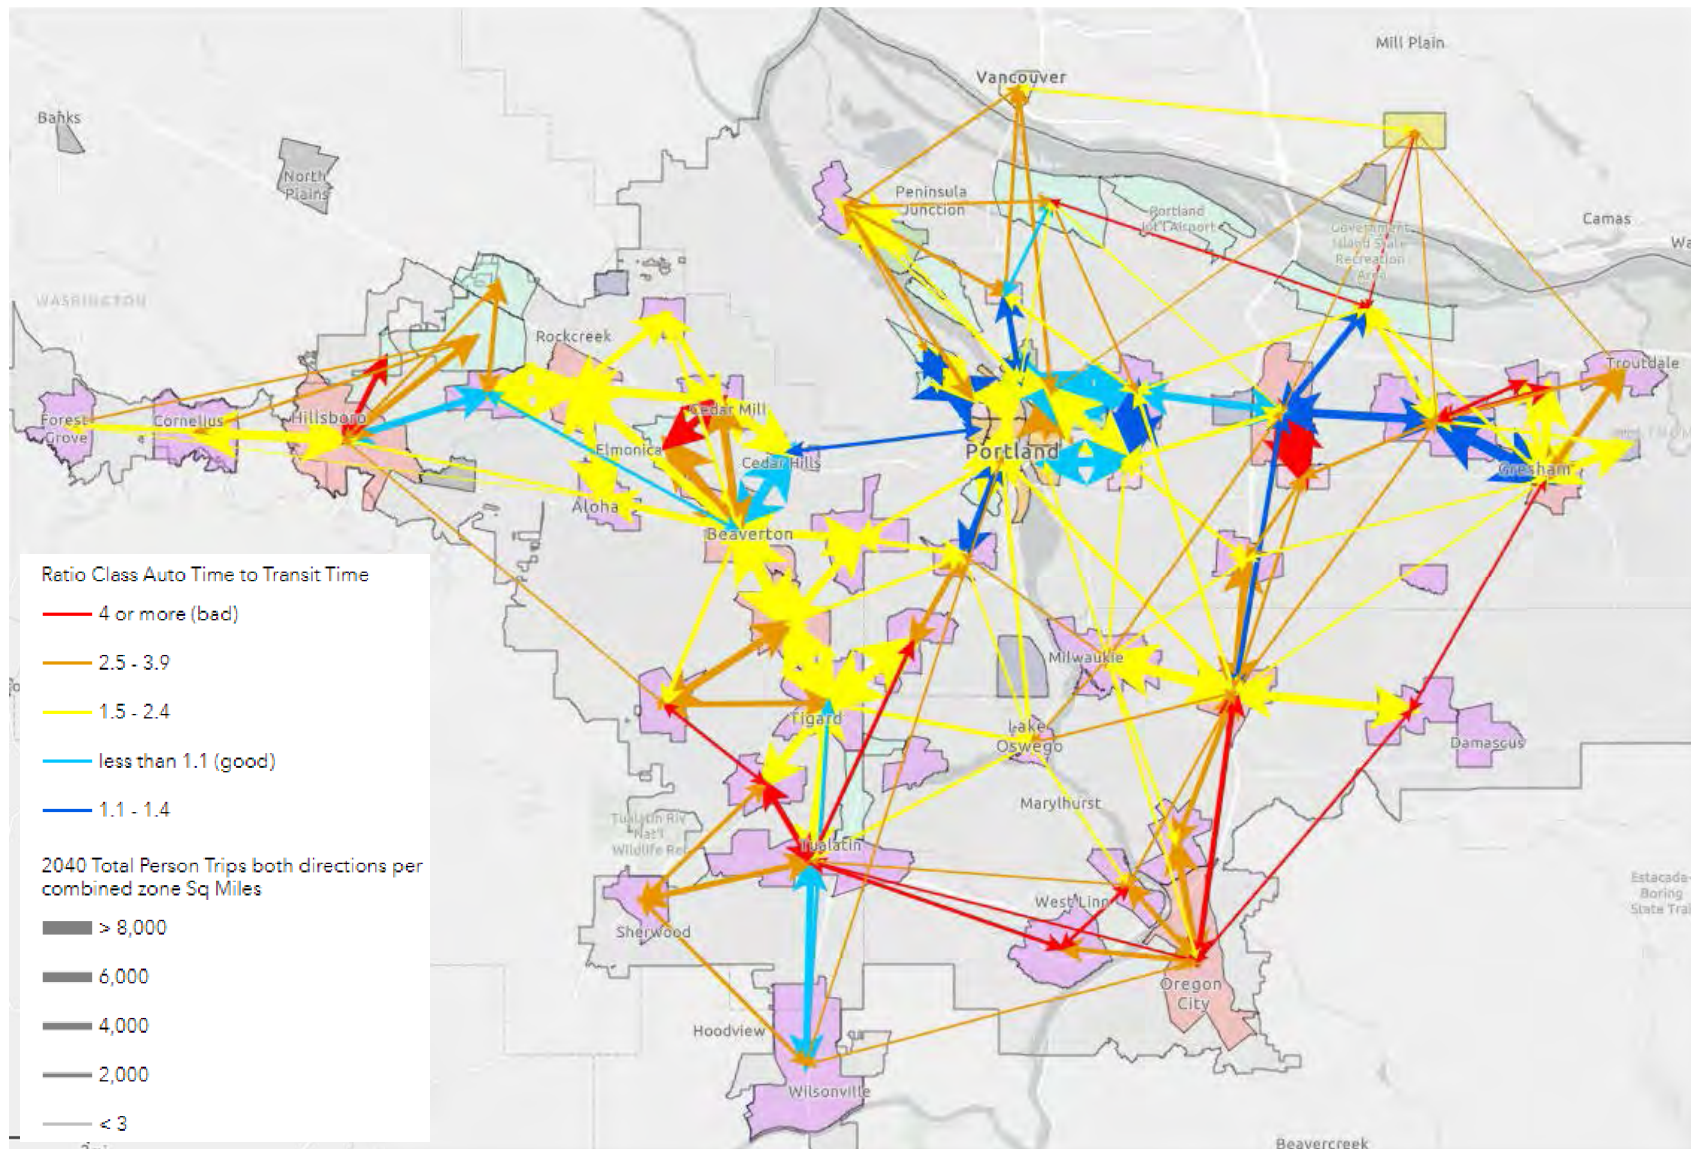 Mill Plain
Vancouver
Banks
North
Plains
Peninsula
Junction
Portland
Int'l Airport
Camas
Government
Island State
Recreation
Area
WASHINGTON
Rockcreek
Troutdale
Forest
Grove
Cornelius
Hillsboro
Cedar Mill
Elmonica
Cedar Hills
Portland
Gresham
Aloha
Beaverton
Ratio Class Auto Time to Transit Time
4 or more (bad)
2.5 - 3.9
1.5 - 2.4
less than 1.1 (good)
1.1 - 1.4
2040 Total Person Trips both directions per
combined zone Sq Miles
> 8,000
6,000
4,000
2,000
< 3
Milwaukie
Tigard
Lake
Oswego
Damascus
Marylhurst
Tualatin Riv
Nat'l
Wildlife Ref
Tualatin
West Linn
Sherwood
Estacada-
Boring
State Trai
Oregon
City
Hoodview
Wilsonville
Beavercreek